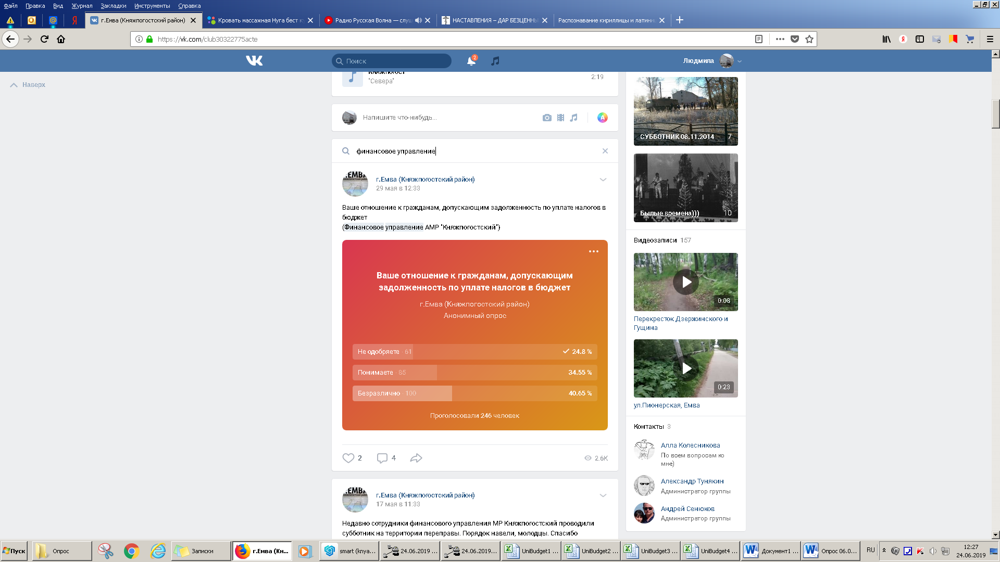 Файл Правка Вид Журнал Закладки Инструменты Справка
г.Емва (Княжпогостский район)
Кровать массажная Нуга бест
Радио Русская Волна — слу
НАСТАВЛЕНИЯ – ДАР БЕЗЦЕННЫ
Распознавание кириллицы и латини
https://vk.com/club30322775acte
Поиск
2
Людмила
Наверх
Княжпогост
"Севера"
2:19
Напишите что-нибудь...
финансовое управление
г.Емва (Княжпогостский район)
29 мая в 12:33
Ваше отношение к гражданам, допускающим задолженность по уплате налогов в
бюджет
(Финансовое управление АМР "Княжпогостский")
Ваше отношение к гражданам, допускающим
задолженность по уплате налогов в бюджет
г.Емва (Княжпогостский район)
Анонимный опрос
Не одобряете · 61 24.8 %
Понимаете · 85 34.55 %
Безразлично · 100 40.65 %
Проголосовали 246 человек
2 4 2.6K
г.Емва (Княжпогостский район)
17 мая в 11:33
Недавно сотрудники финансового управления МР Княжпогостский проводили
субботник на территории переправы. Порядок навели, молодцы. Спасибо
СУББОТНИК 08.11.2014 7
Былые времена))) 10
Видеозаписи 157
0:08
Перекресток Дзержинского и
Гущина
0:23
ул.Пионерская, Емва
Контакты 3
Алла Колесникова
По всем вопросам ко
мне)
Александр Тунякин
Администратор группы
Андрей Сенюков
Администратор группы
Пуск
Опрос
Записки
г.Емва (Кн...
smart (knya...
24.06.2019 ...
24.06.2019...
UniBudget1 ...
UniBudget2 ...
UniBudget3 ...
UniBudget4 ...
Документ1 ...
Опрос 06.0...
RU
12:27
24.06.2019